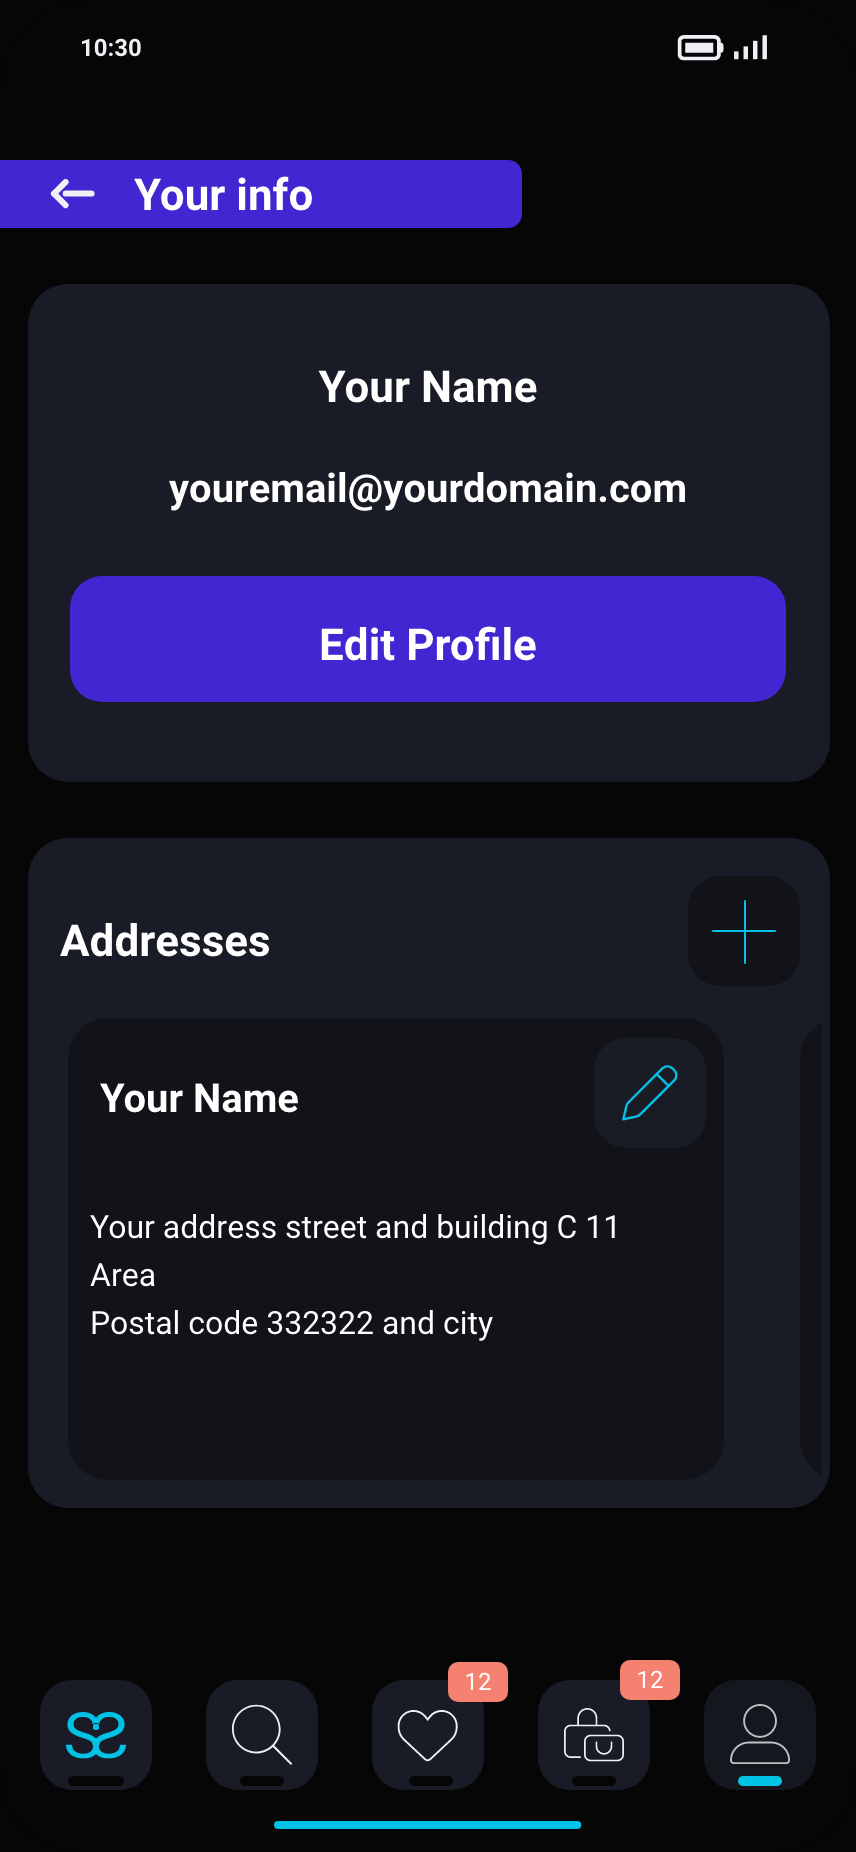 10:30
Your info
Your Name
youremail@yourdomain.com
Edit Profile
Addresses
Your Name
Your address street and building C 11
Area
Postal code 332322 and city
12
12